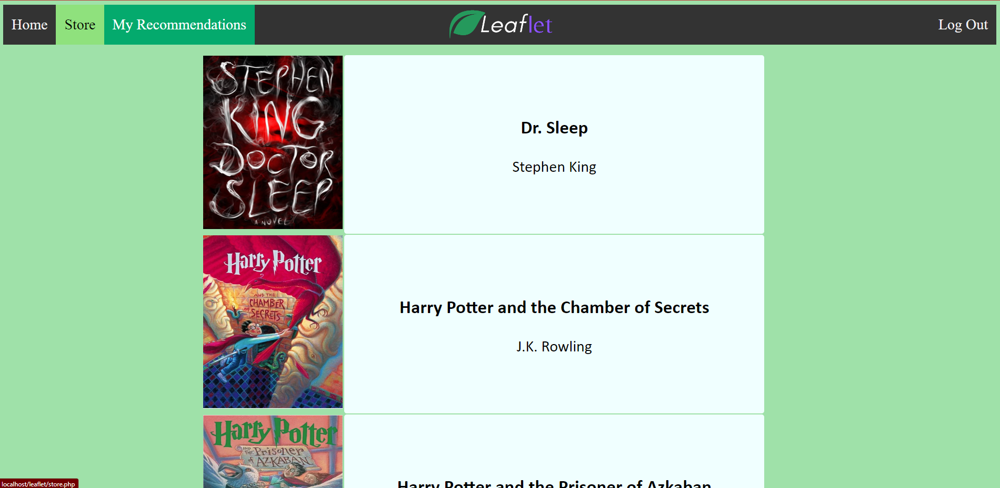 Home Store My Recommendations Leaflet Log Out
STEPHEN
KING
DOCTOR
SLEEP
A NOVEL
Dr. Sleep
Stephen King
Harry Potter
AND THE
CHAMBER
OF SECRETS
Harry Potter and the Chamber of Secrets
J.K. Rowling
Harry Potter
AND THE Prisoner
of AZKABAN
Harry Potter and the Prisoner of Azkaban
localhost/leaflet/store.php